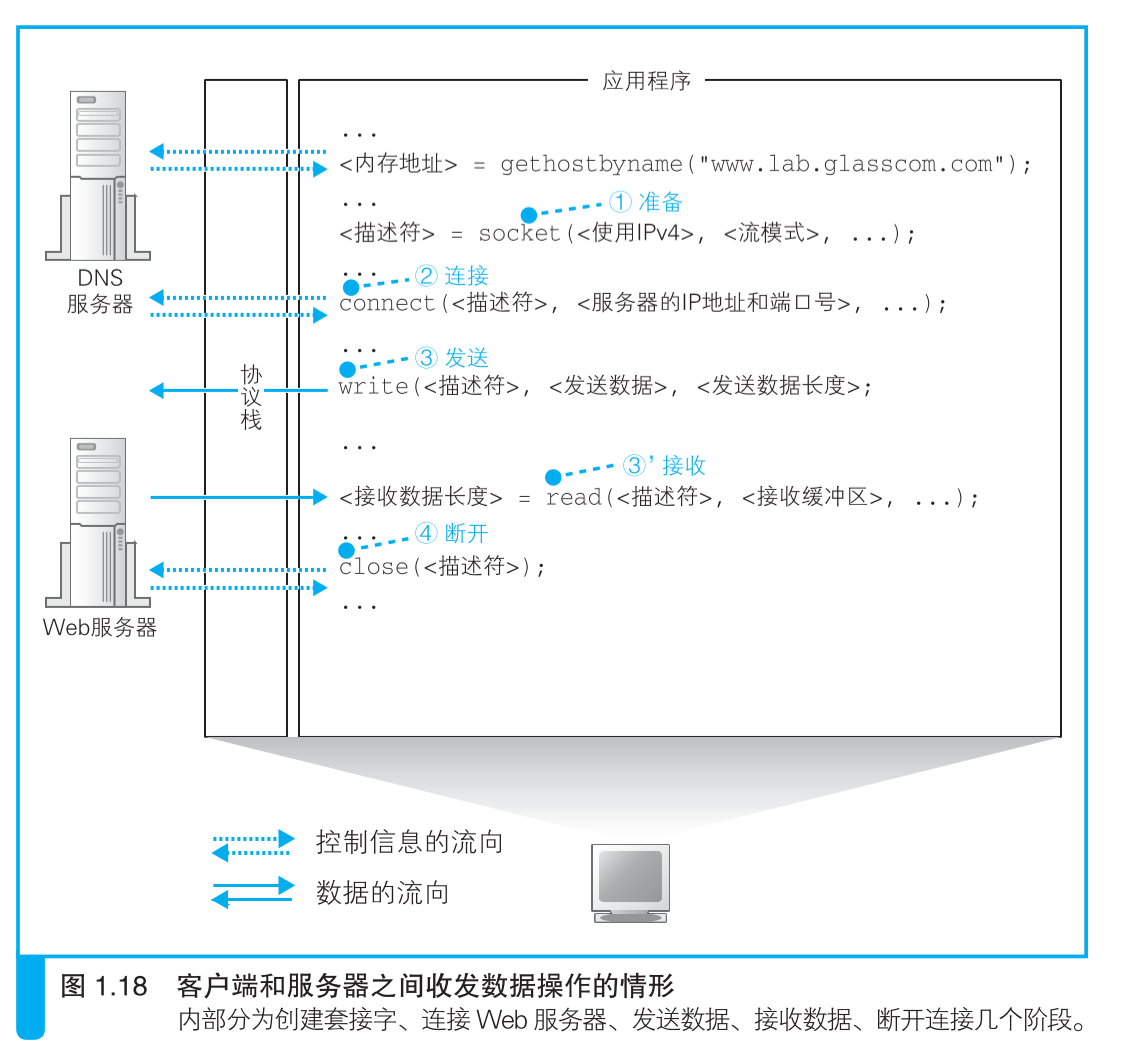 应用程序
...
<内存地址> = gethostbyname("www.lab.glasscom.com");
...
① 准备
<描述符> = socket(<使用IPv4>, <流模式>, ...);
DNS
服务器
...
② 连接
connect(<描述符>, <服务器的IP地址和端口号>, ...);
...
③ 发送
write(<描述符>, <发送数据>, <发送数据长度>;
协
议
栈
...
③’ 接收
<接收数据长度> = read(<描述符>, <接收缓冲区>, ...);
...
④ 断开
close(<描述符>);
...
Web服务器
控制信息的流向
数据的流向
图 1.18 客户端和服务器之间收发数据操作的情形
内部分为创建套接字、连接 Web 服务器、发送数据、接收数据、断开连接几个阶段。